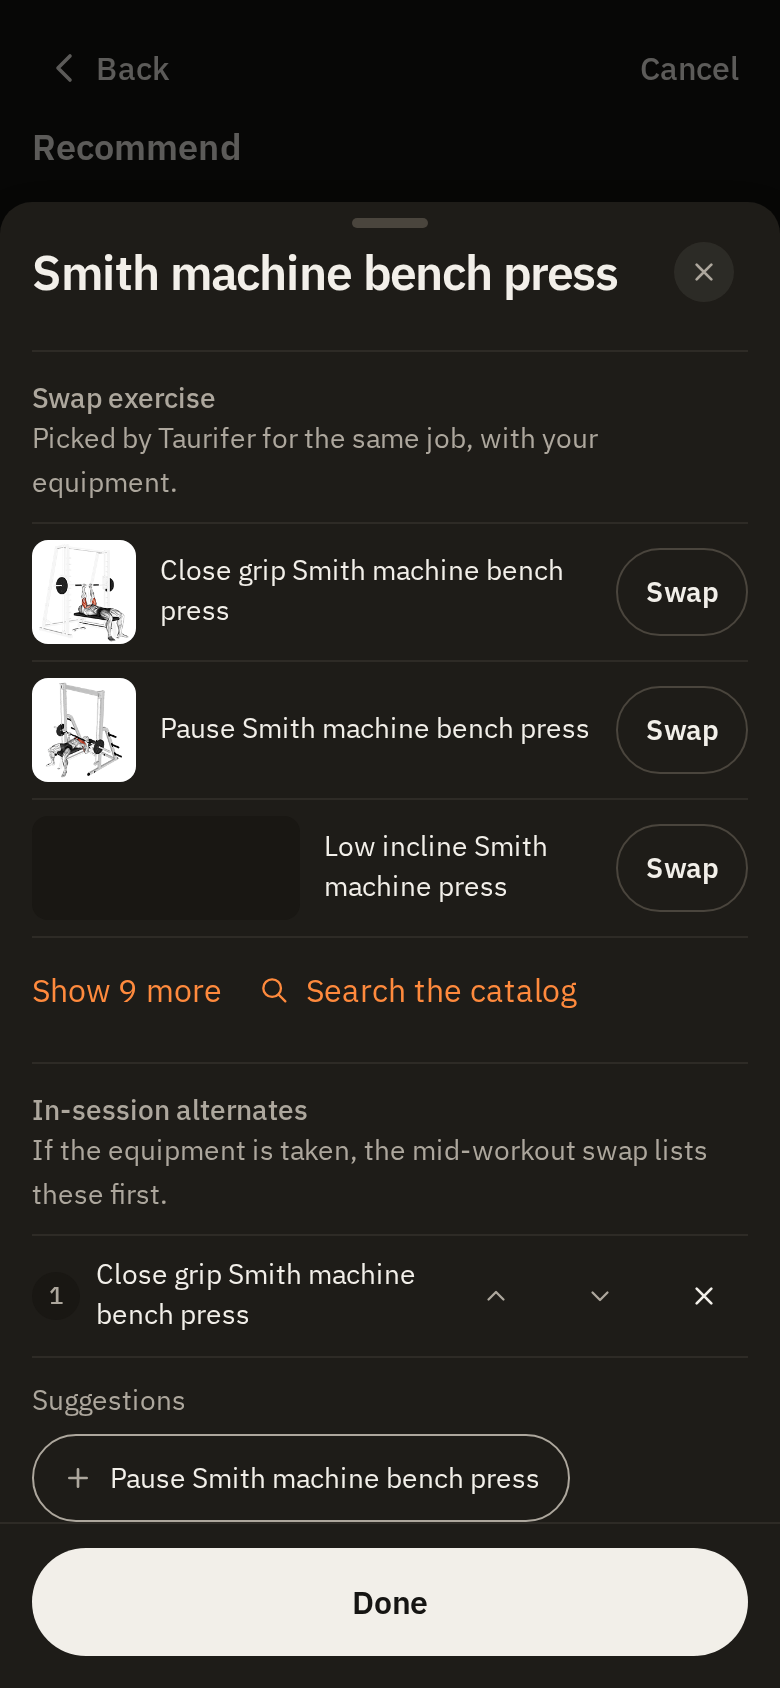 Back
Cancel
Recommend
Smith machine bench press
Swap exercise
Picked by Taurifer for the same job, with your
equipment.
Close grip Smith machine bench
press
Swap
Pause Smith machine bench press
Swap
Low incline Smith
machine press
Swap
Show 9 more
Search the catalog
In-session alternates
If the equipment is taken, the mid-workout swap lists
these first.
1
Close grip Smith machine
bench press
Suggestions
Pause Smith machine bench press
Done